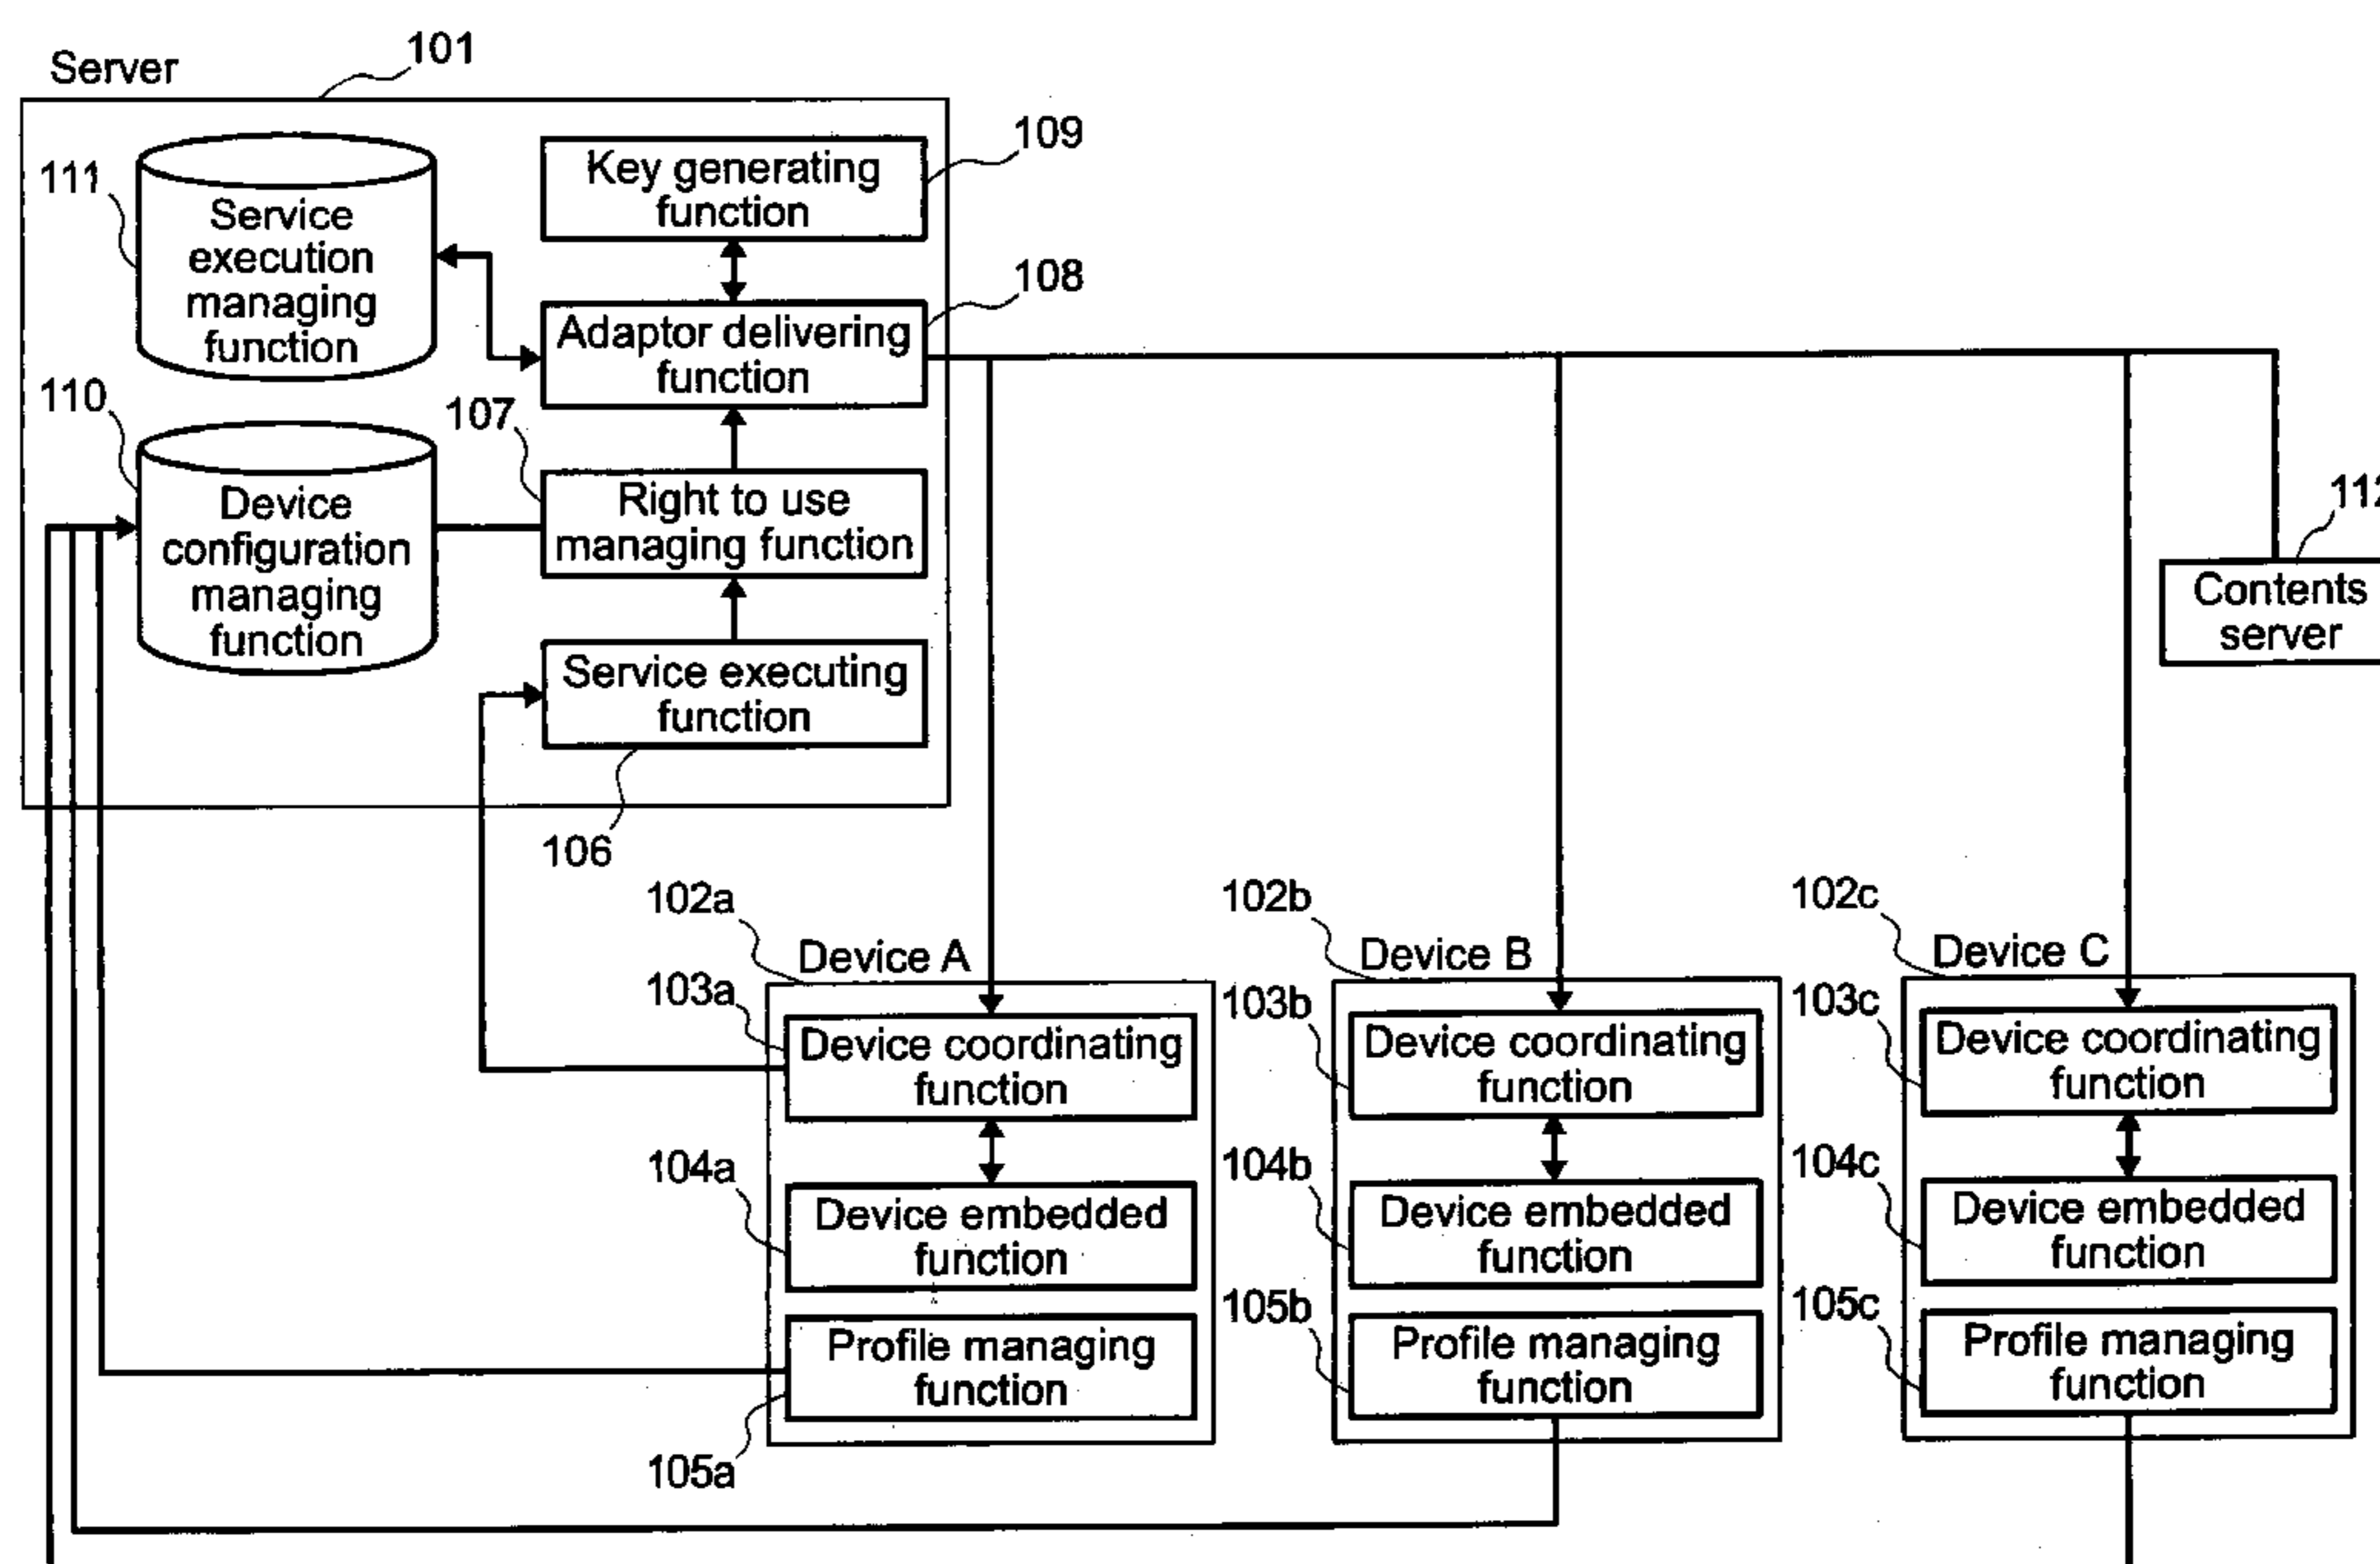 Server
101
111
Service
execution
managing
function
Key generating
function
109
Adaptor delivering
function
108
110
Device
configuration
managing
function
107
Right to use
managing function
Service executing
function
106
112
Contents
server
102a
Device A
103a
Device coordinating
function
104a
Device embedded
function
Profile managing
function
105a
102b
Device B
103b
Device coordinating
function
104b
Device embedded
function
105b
Profile managing
function
102c
Device C
103c
Device coordinating
function
104c
Device embedded
function
105c
Profile managing
function